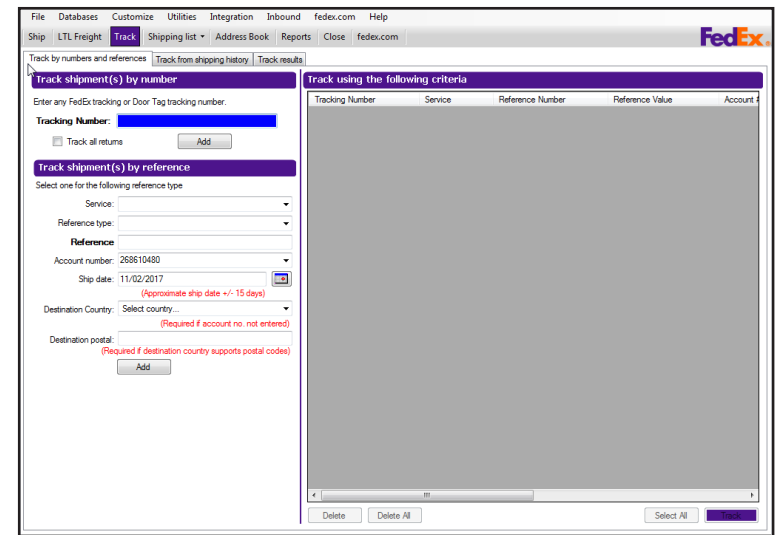 File Databases Customize Utilities Integration Inbound fedex.com Help
Ship LTL Freight Track Shipping list Address Book Reports Close fedex.com
FedEx
Track by numbers and references Track from shipping history Track results
Track shipment(s) by number
Enter any FedEx tracking or Door Tag tracking number.
Tracking Number:
Track all returns Add
Track shipment(s) by reference
Select one for the following reference type
Service:
Reference type:
Reference
Account number: 268610480
Ship date: 11/02/2017
(Approximate ship date +/- 15 days)
Destination Country: Select country...
(Required if account no. not entered)
Destination postal:
(Required if destination country supports postal codes)
Add
Track using the following criteria
Tracking Number Service Reference Number Reference Value Account #
Delete Delete All Select All Track